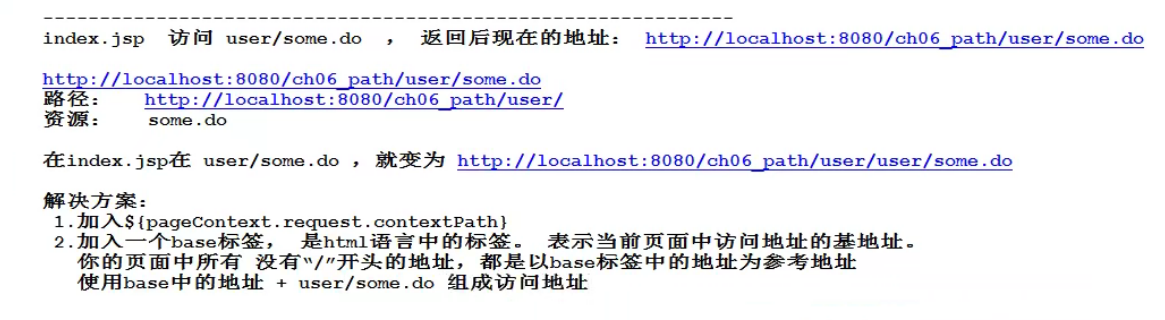 ------------------------------------------------------------
index.jsp 访问 user/some.do ， 返回后现在的地址： http://localhost:8080/ch06_path/user/some.do
http://localhost:8080/ch06_path/user/some.do
路径： http://localhost:8080/ch06_path/user/
资源： some.do
在index.jsp在 user/some.do ，就变为 http://localhost:8080/ch06_path/user/user/some.do
解决方案：
1.加入${pageContext.request.contextPath}
2.加入一个base标签， 是html语言中的标签。 表示当前页面中访问地址的基地址。
你的页面中所有 没有“/”开头的地址，都是以base标签中的地址为参考地址
使用base中的地址 + user/some.do 组成访问地址